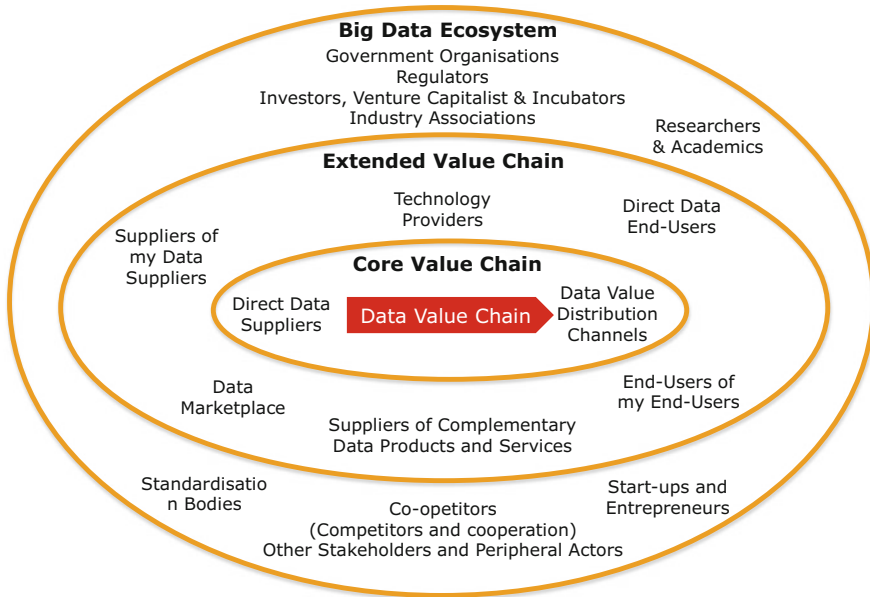 Big Data Ecosystem
Government Organisations
Regulators
Investors, Venture Capitalist & Incubators
Industry Associations
Researchers
& Academics
Extended Value Chain
Technology
Providers
Direct Data
End-Users
Suppliers of
my Data
Suppliers
Core Value Chain
Direct Data
Suppliers
Data Value Chain
Data Value
Distribution
Channels
Data
Marketplace
End-Users of
my End-Users
Suppliers of Complementary
Data Products and Services
Standardisatio
n Bodies
Start-ups and
Entrepreneurs
Co-opetitors
(Competitors and cooperation)
Other Stakeholders and Peripheral Actors